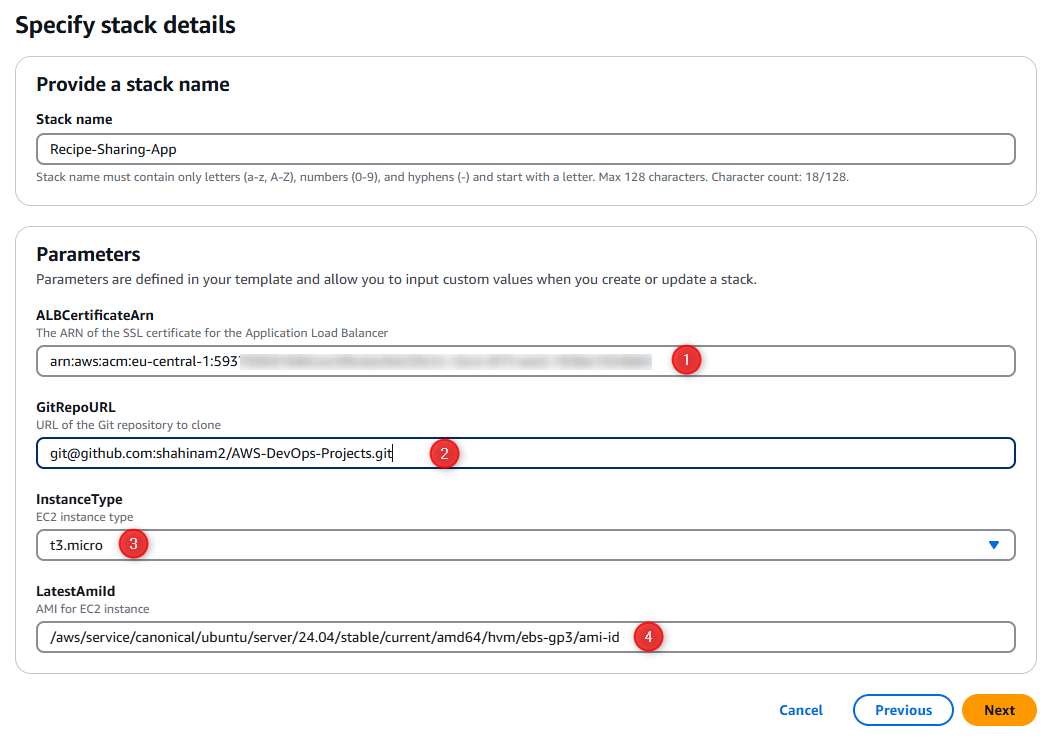 Specify stack details
Provide a stack name
Stack name
Recipe-Sharing-App
Stack name must contain only letters (a-z, A-Z), numbers (0-9), and hyphens (-) and start with a letter. Max 128 characters. Character count: 18/128.
Parameters
Parameters are defined in your template and allow you to input custom values when you create or update a stack.
ALBCertificateArn
The ARN of the SSL certificate for the Application Load Balancer
arn:aws:acm:eu-central-1:593 1
GitRepoURL
URL of the Git repository to clone
git@github.com:shahinam2/AWS-DevOps-Projects.git 2
InstanceType
EC2 instance type
t3.micro 3
LatestAmiId
AMI for EC2 instance
/aws/service/canonical/ubuntu/server/24.04/stable/current/amd64/hvm/ebs-gp3/ami-id 4
Cancel Previous Next